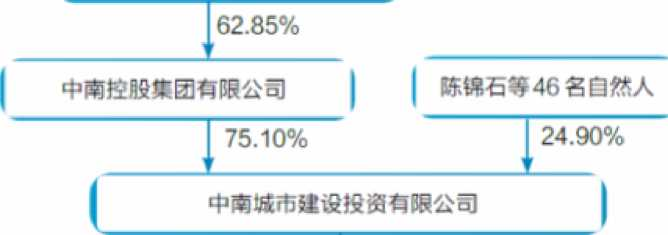 62.85%
中南控股集团有限公司
陈锦石等46名自然人
75.10%
24.90%
中南城市建设投资有限公司